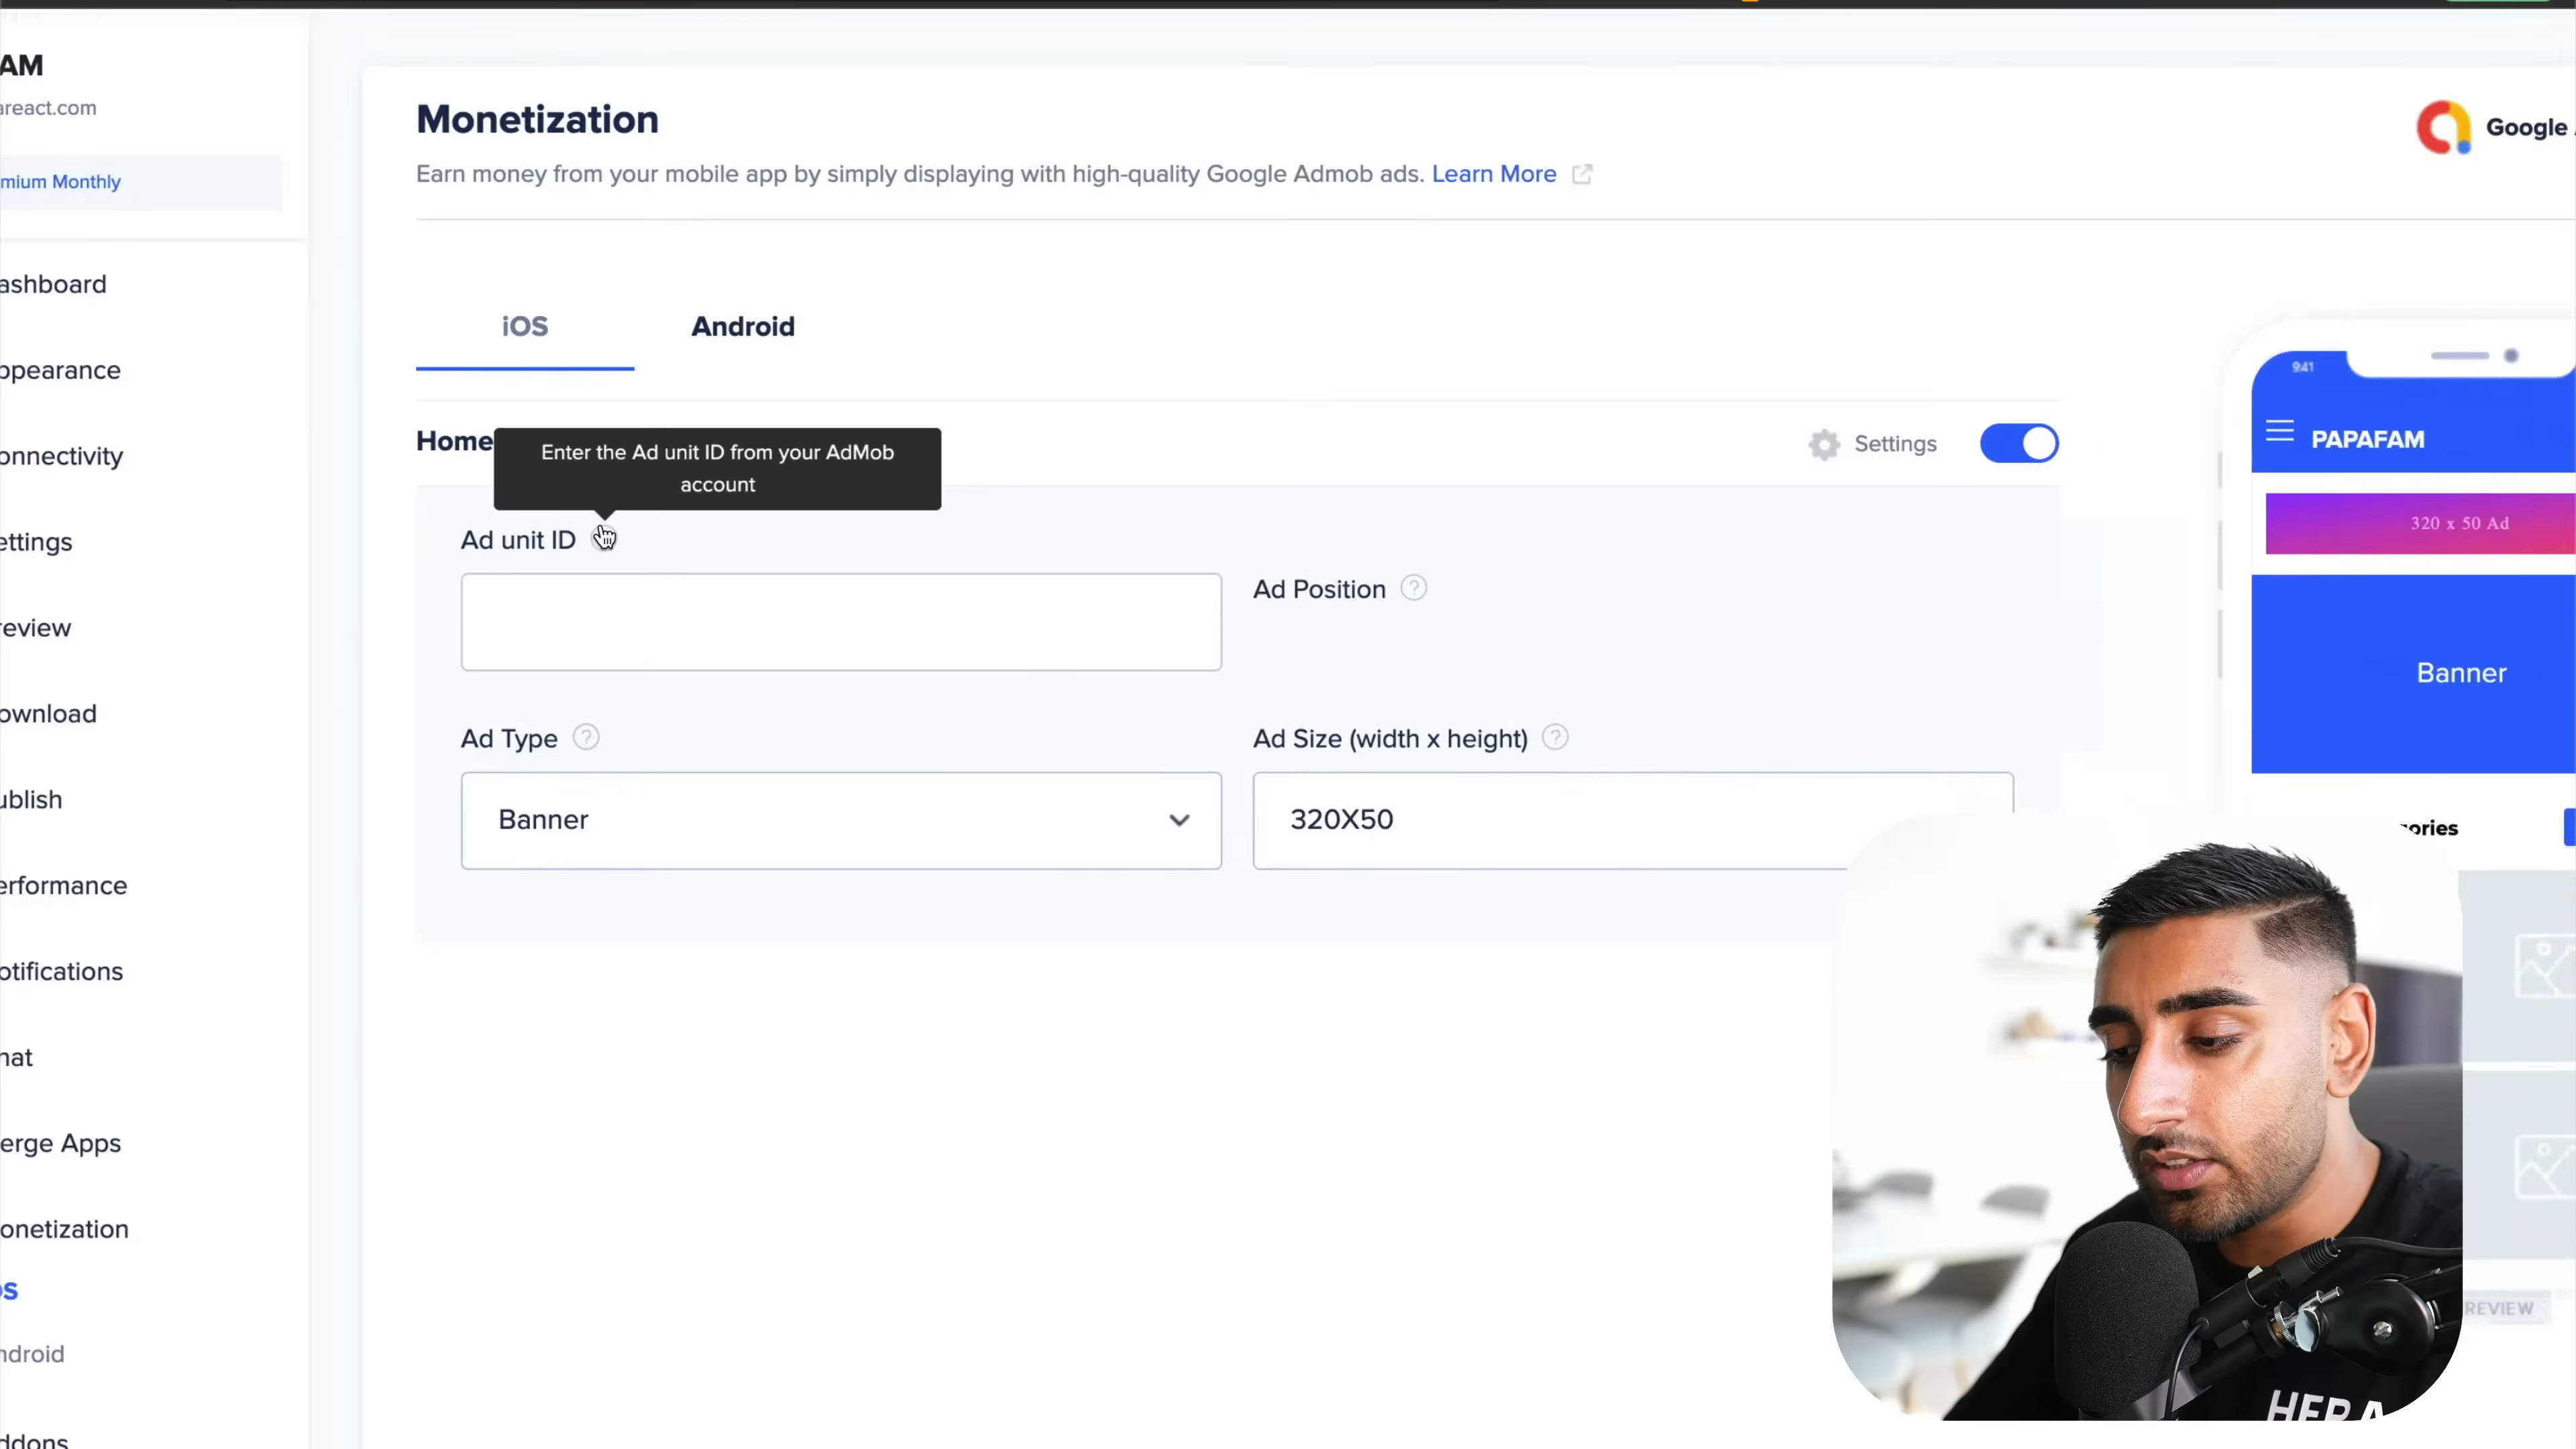 AM
areact.com
mium Monthly
ashboard
ppearance
onnectivity
ettings
review
ownload
ublish
erformance
otifications
hat
erge Apps
onetization
os
ndroid
ddons
Monetization
Earn money from your mobile app by simply displaying with high-quality Google Admob ads. Learn More
Google
iOS
Android
Home
Enter the Ad unit ID from your AdMob
account
Settings
Ad unit ID
Ad Position
Ad Type
Ad Size (width x height)
Banner
320X50
9:41
PAPAFAM
320 x 50 Ad
Banner
ories
REVIEW
HER A